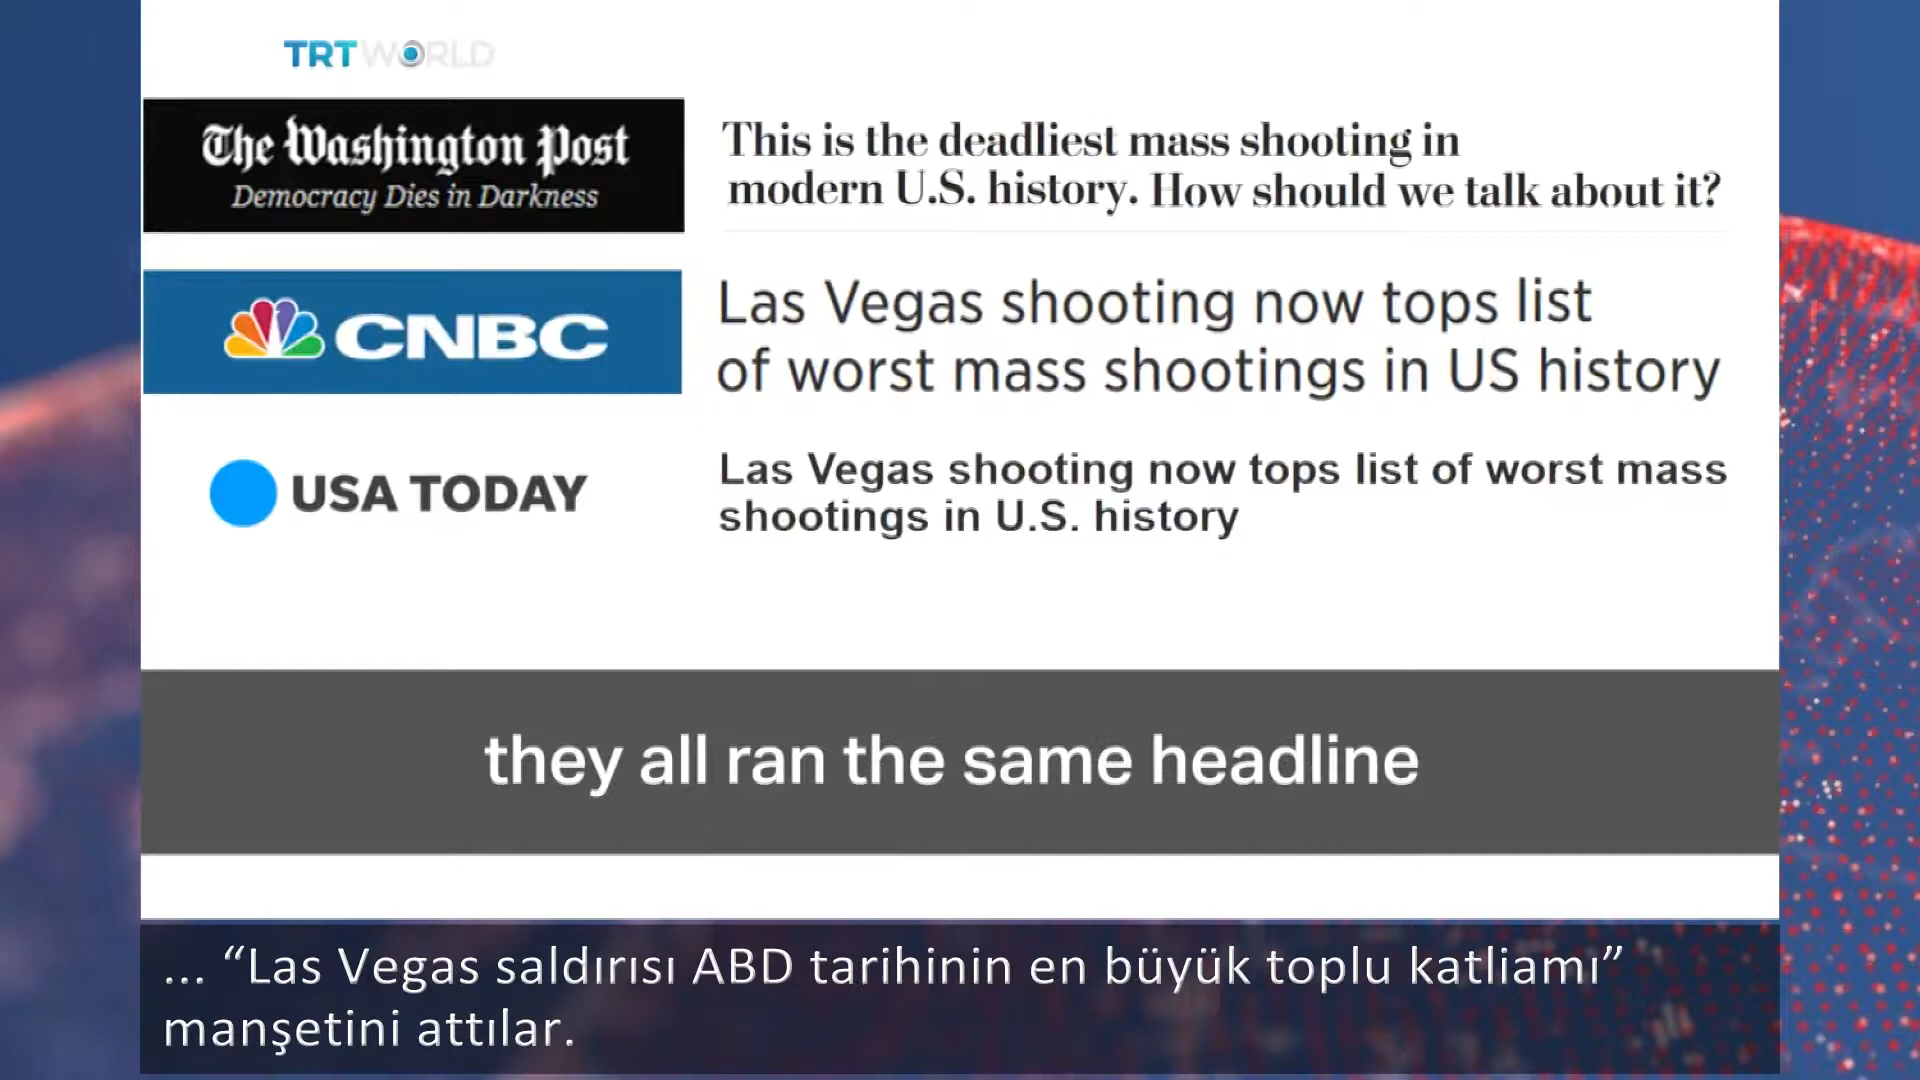 TRT WORLD
The Washington Post
Democracy Dies in Darkness
This is the deadliest mass shooting in
modern U.S. history. How should we talk about it?
CNBC
Las Vegas shooting now tops list
of worst mass shootings in US history
USA TODAY
Las Vegas shooting now tops list of worst mass
shootings in U.S. history
they all ran the same headline
... “Las Vegas saldırısı ABD tarihinin en büyük toplu katliamı”
manşetini attılar.